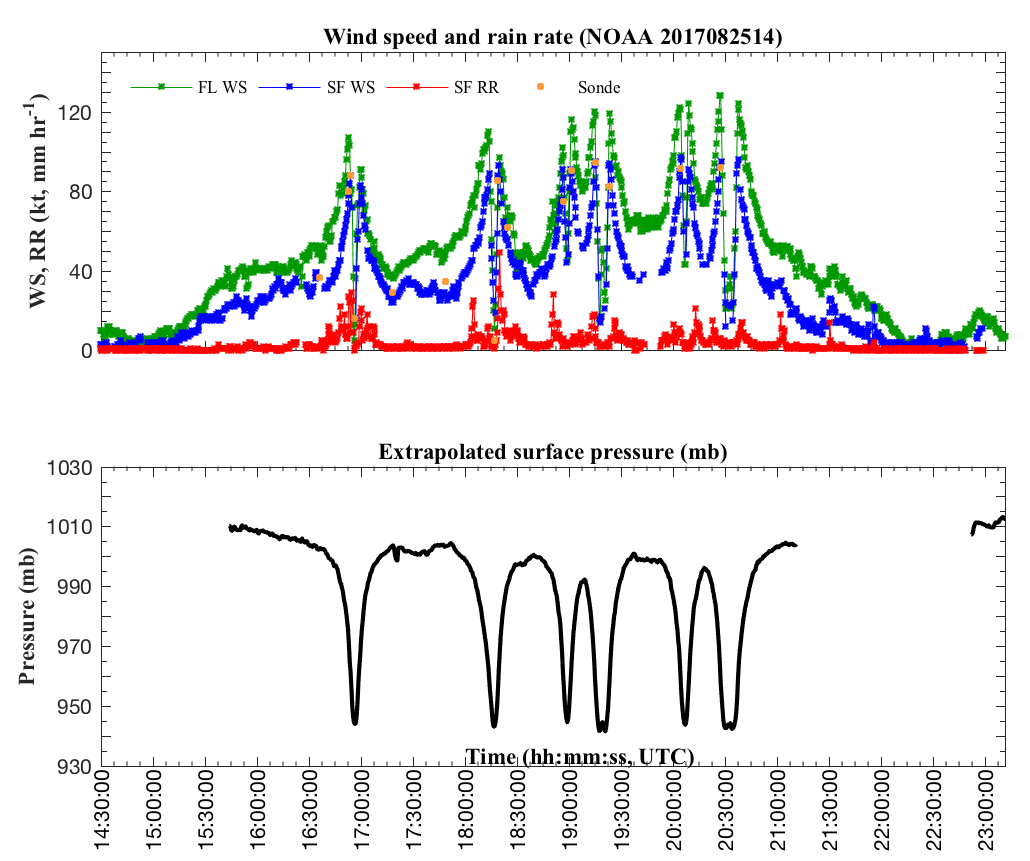 Wind speed and rain rate (NOAA 2017082514)
WS, RR (kt, mm hr-1)
120
80
40
0
FL WS SF WS SF RR Sonde
Extrapolated surface pressure (mb)
Pressure (mb)
1030
1010
990
970
950
930
Time (hh:mm:ss, UTC)
14:30:00 15:00:00 15:30:00 16:00:00 16:30:00 17:00:00 17:30:00 18:00:00 18:30:00 19:00:00 19:30:00 20:00:00 20:30:00 21:00:00 21:30:00 22:00:00 22:30:00 23:00:00